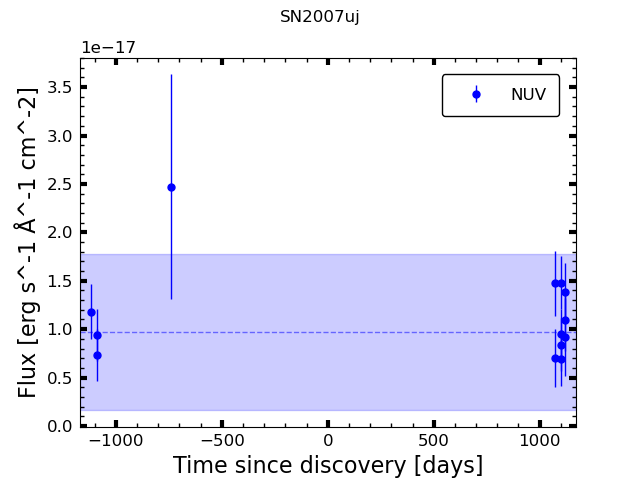 SN2007uj
1e−17
NUV
3.5
3.0
2.5
2.0
1.5
1.0
0.5
0.0
Flux [erg s^-1 Å^-1 cm^-2]
−1000 −500 0 500 1000
Time since discovery [days]